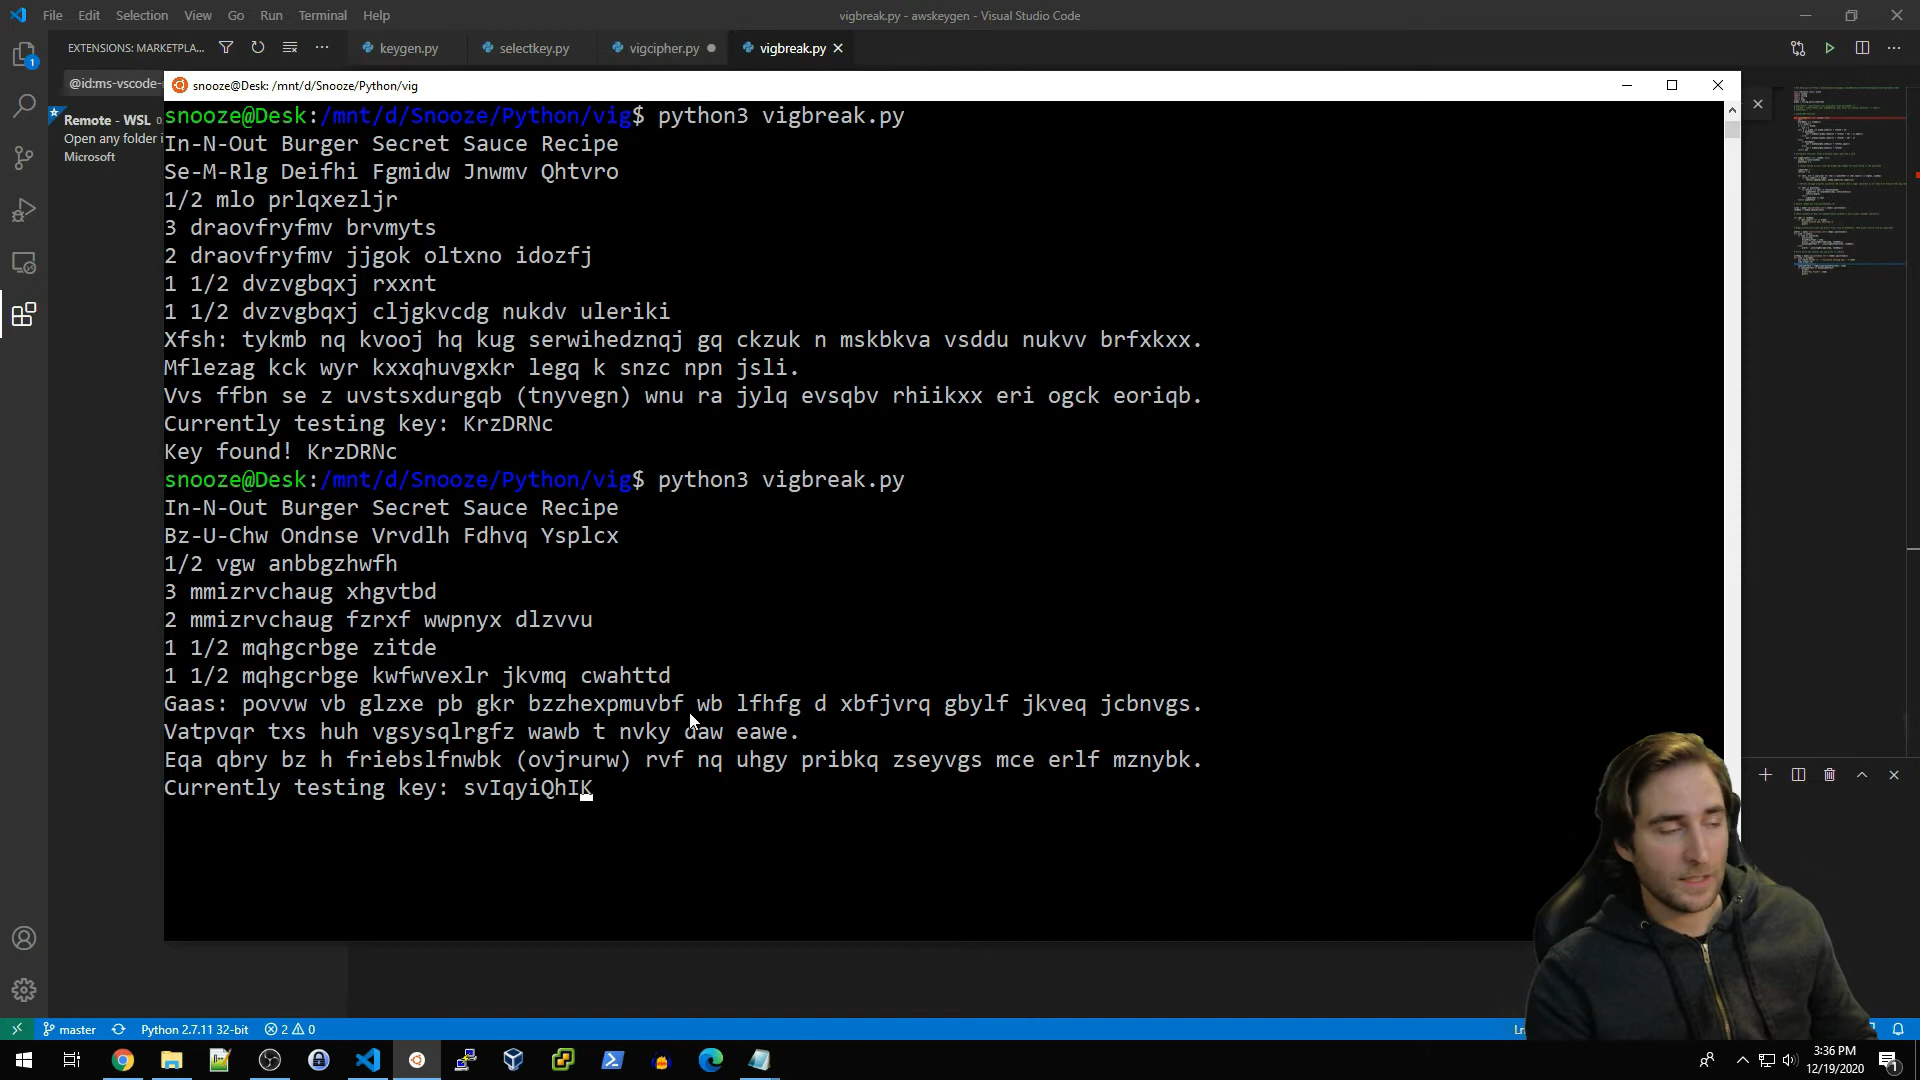 File Edit Selection View Go Run Terminal Help
vigbreak.py - awskeygen - Visual Studio Code
EXTENSIONS: MARKETPLA...
keygen.py selectkey.py vigcipher.py vigbreak.py
@id:ms-vscode-
Remote - WSL
Open any folder i
Microsoft
snooze@Desk: /mnt/d/Snooze/Python/vig
snooze@Desk:/mnt/d/Snooze/Python/vig$ python3 vigbreak.py
In-N-Out Burger Secret Sauce Recipe
Se-M-Rlg Deifhi Fgmidw Jnwmv Qhtvro
1/2 mlo prlqxezljr
3 draovfryfmv brvmyts
2 draovfryfmv jjgok oltxno idozfj
1 1/2 dvzvgbqxj rxxnt
1 1/2 dvzvgbqxj cljgkvcdg nukdv uleriki
Xfsh: tykmb nq kvooj hq kug serwihedznqj gq ckzuk n mskbkva vsddu nukvv brfxkxx.
Mflezag kck wyr kxxqhuvgxkr legq k snzc npn jsli.
Vvs ffbn se z uvstsxdurgqb (tnyvegn) wnu ra jylq evsqbv rhiikxx eri ogck eoriqb.
Currently testing key: KrzDRNc
Key found! KrzDRNc
snooze@Desk:/mnt/d/Snooze/Python/vig$ python3 vigbreak.py
In-N-Out Burger Secret Sauce Recipe
Bz-U-Chw Ondnse Vrvdlh Fdhvq Ysplcx
1/2 vgw anbbgzhwfh
3 mmizrvchaug xhgvtbd
2 mmizrvchaug fzrxf wwpnyx dlzvvu
1 1/2 mqhgcrbge zitde
1 1/2 mqhgcrbge kwfwvexlr jkvmq cwahttd
Gaas: povvw vb glzxe pb gkr bzzhexpmuvbf wb lfhfg d xbfjvrq gbylf jkveq jcbnvgs.
Vatpvqr txs huh vgsysqlrgfz wawb t nvky daw eawe.
Eqa qbry bz h friebslfnwbk (ovjrurw) rvf nq uhgy pribkq zseyvgs mce erlf mznybk.
Currently testing key: svIqyiQhIK
master Python 2.7.11 32-bit 2 0 Ln
3:36 PM
12/19/2020
1
1